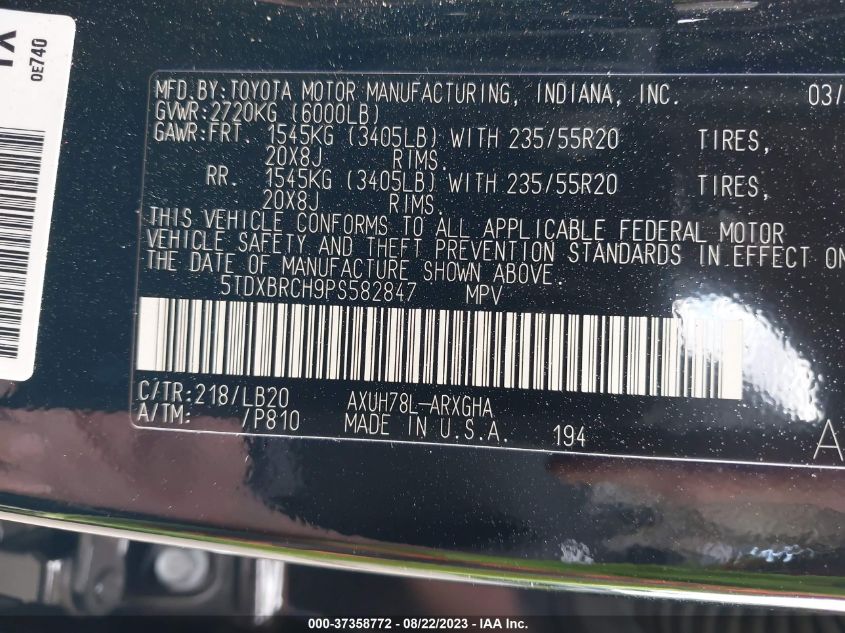 0E740
MFD.BY:TOYOTA MOTOR MANUFACTURING, INDIANA, INC. 03/
GVWR:2720KG (6000LB)
GAWR:FRT. 1545KG (3405LB) WITH 235/55R20 TIRES,
20X8J RIMS.
RR. 1545KG (3405LB) WITH 235/55R20 TIRES,
20X8J RIMS.
THIS VEHICLE CONFORMS TO ALL APPLICABLE FEDERAL MOTOR
VEHICLE SAFETY AND THEFT PREVENTION STANDARDS IN EFFECT ON
THE DATE OF MANUFACTURE SHOWN ABOVE.
5TDXBRCH9PS582847 MPV
C/TR:218/LB20 AXUH78L-ARXGHA
A/TM: /P810 MADE IN U.S.A. 194 A
000-37358772 - 08/22/2023 - IAA Inc.